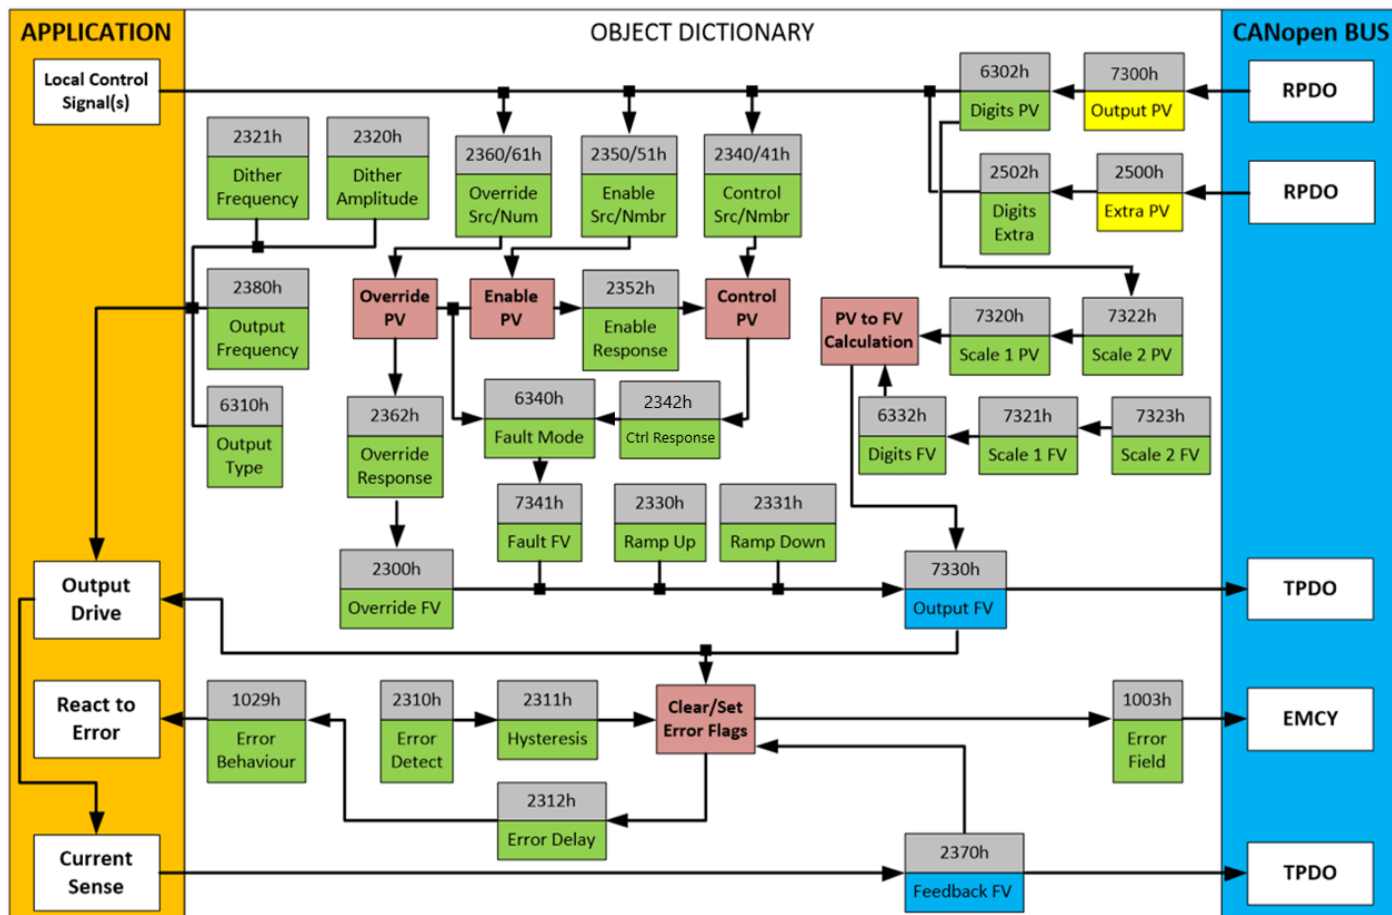 APPLICATION
OBJECT DICTIONARY
CANopen BUS
Local Control
Signal(s)
6302h
Digits PV
7300h
Output PV
RPDO
2321h
Dither
Frequency
2320h
Dither
Amplitude
2360/61h
Override
Src/Num
2350/51h
Enable
Src/Nmbr
2340/41h
Control
Src/Nmbr
2502h
Digits
Extra
2500h
Extra PV
RPDO
2380h
Output
Frequency
Override
PV
Enable
PV
2352h
Enable
Response
Control
PV
PV to FV
Calculation
7320h
Scale 1 PV
7322h
Scale 2 PV
6310h
Output
Type
2362h
Override
Response
6340h
Fault Mode
2342h
Ctrl Response
6332h
Digits FV
7321h
Scale 1 FV
7323h
Scale 2 FV
7341h
Fault FV
2330h
Ramp Up
2331h
Ramp Down
Output
Drive
2300h
Override FV
7330h
Output FV
TPDO
React to
Error
1029h
Error
Behaviour
2310h
Error
Detect
2311h
Hysteresis
Clear/Set
Error Flags
1003h
Error
Field
EMCY
2312h
Error Delay
Current
Sense
2370h
Feedback FV
TPDO